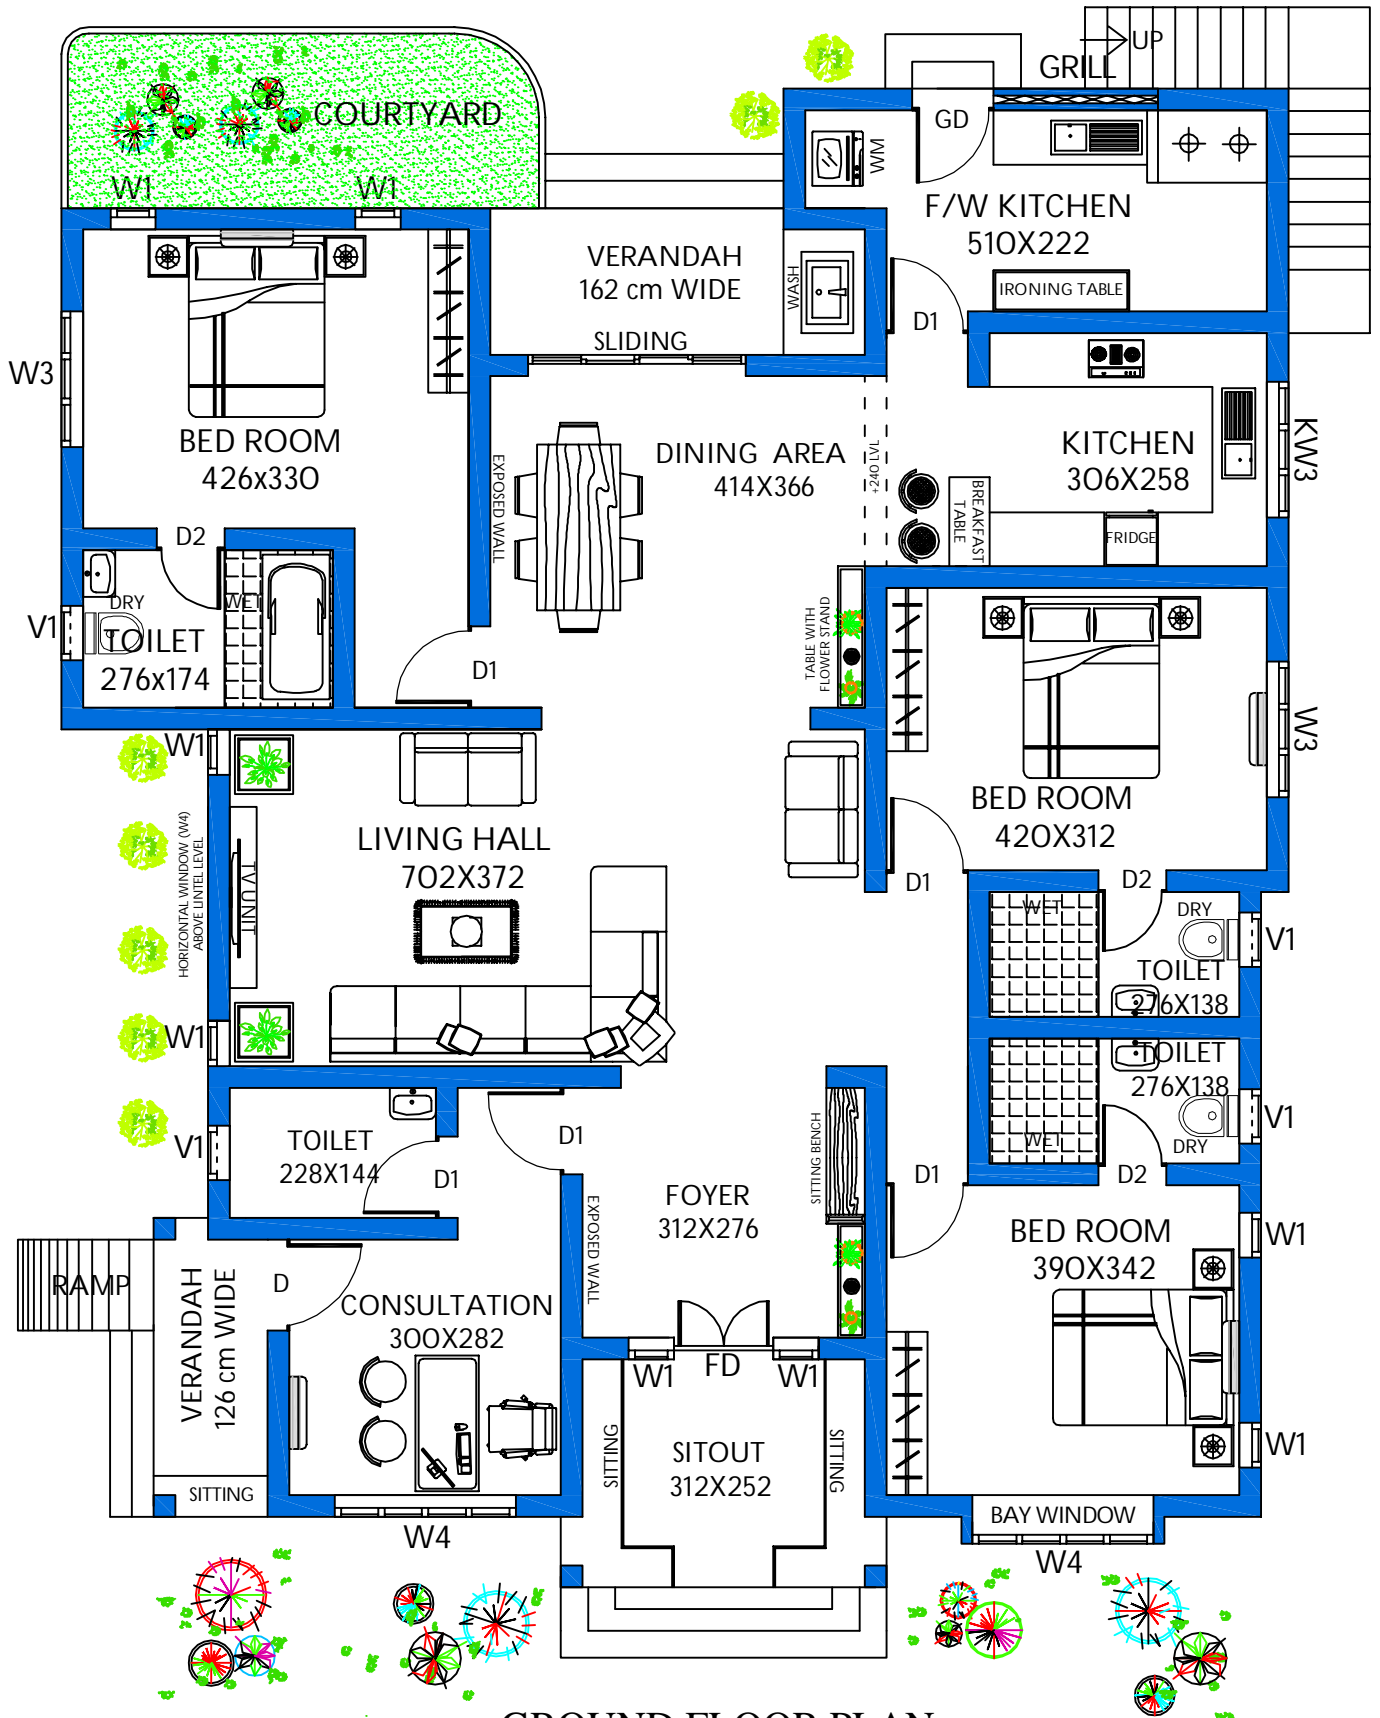 UP
GRILL
COURTYARD
GD
WM
W1
W1
F/W KITCHEN
510X222
VERANDAH
162 cm WIDE
WASH
IRONING TABLE
D1
SLIDING
W3
BED ROOM
426x330
EXPOSED WALL
DINING AREA
414X366
+240 LVL
KITCHEN
306X258
KW3
BREAKFAST
TABLE
FRIDGE
D2
DRY
WET
V1
TOILET
276x174
D1
TABLE WITH
FLOWER STAND
W3
W1
BED ROOM
420X312
LIVING HALL
702X372
HORIZONTAL WINDOW (W4)
ABOVE LINTEL LEVEL
TV UNIT
D1
D2
WET
DRY
V1
TOILET
276X138
W1
TOILET
276X138
V1
WET
DRY
V1
TOILET
228X144
D1
D1
SITTING BENCH
D1
D2
FOYER
312X276
EXPOSED WALL
BED ROOM
390X342
W1
RAMP
VERANDAH
126 cm WIDE
D
CONSULTATION
300X282
W1
FD
W1
SITTING
SITOUT
312X252
SITTING
W1
SITTING
BAY WINDOW
W4
W4
GROUND FLOOR PLAN